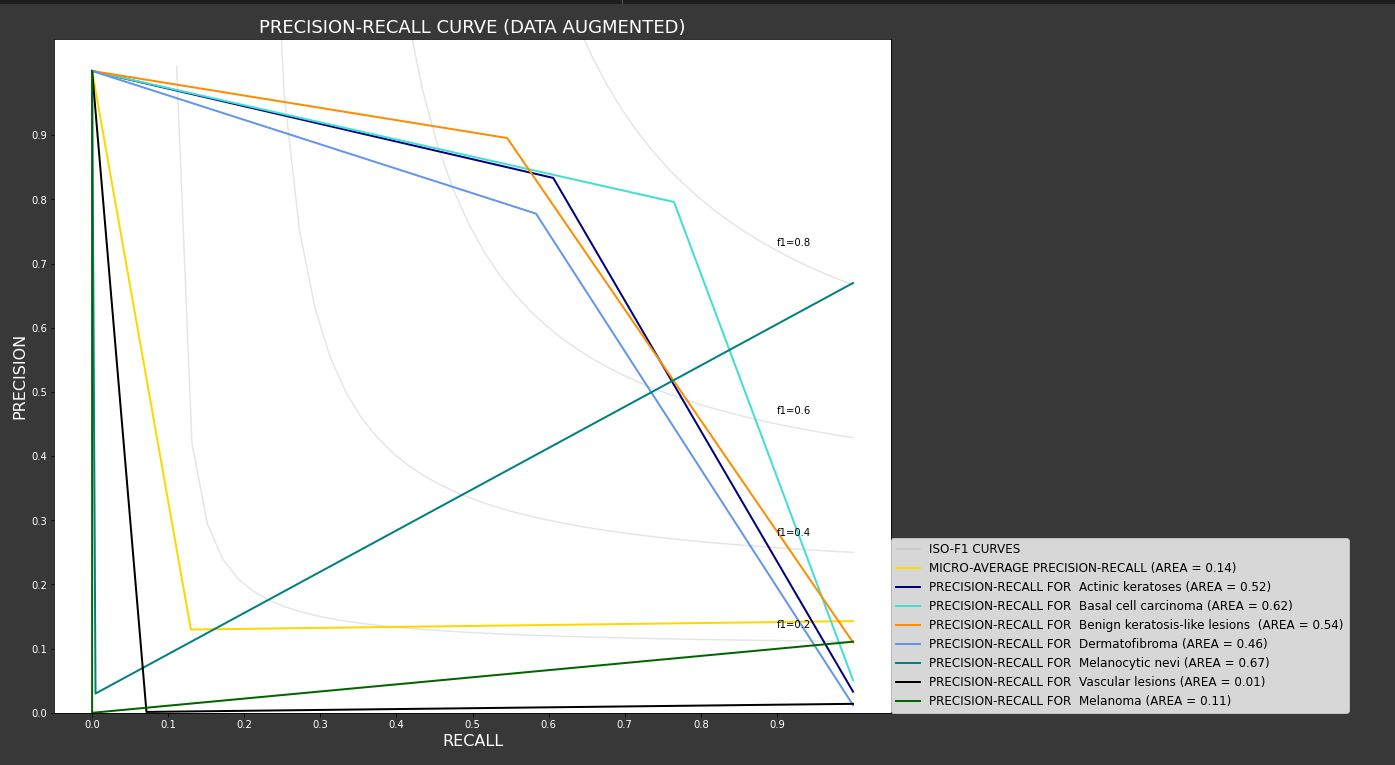 PRECISION-RECALL CURVE (DATA AUGMENTED)
PRECISION
0.9
0.8
0.7
0.6
0.5
0.4
0.3
0.2
0.1
0.0
f1=0.8
f1=0.6
f1=0.4
f1=0.2
0.0 0.1 0.2 0.3 0.4 0.5 0.6 0.7 0.8 0.9
RECALL
ISO-F1 CURVES
MICRO-AVERAGE PRECISION-RECALL (AREA = 0.14)
PRECISION-RECALL FOR  Actinic keratoses (AREA = 0.52)
PRECISION-RECALL FOR  Basal cell carcinoma (AREA = 0.62)
PRECISION-RECALL FOR  Benign keratosis-like lesions  (AREA = 0.54)
PRECISION-RECALL FOR  Dermatofibroma (AREA = 0.46)
PRECISION-RECALL FOR  Melanocytic nevi (AREA = 0.67)
PRECISION-RECALL FOR  Vascular lesions (AREA = 0.01)
PRECISION-RECALL FOR  Melanoma (AREA = 0.11)